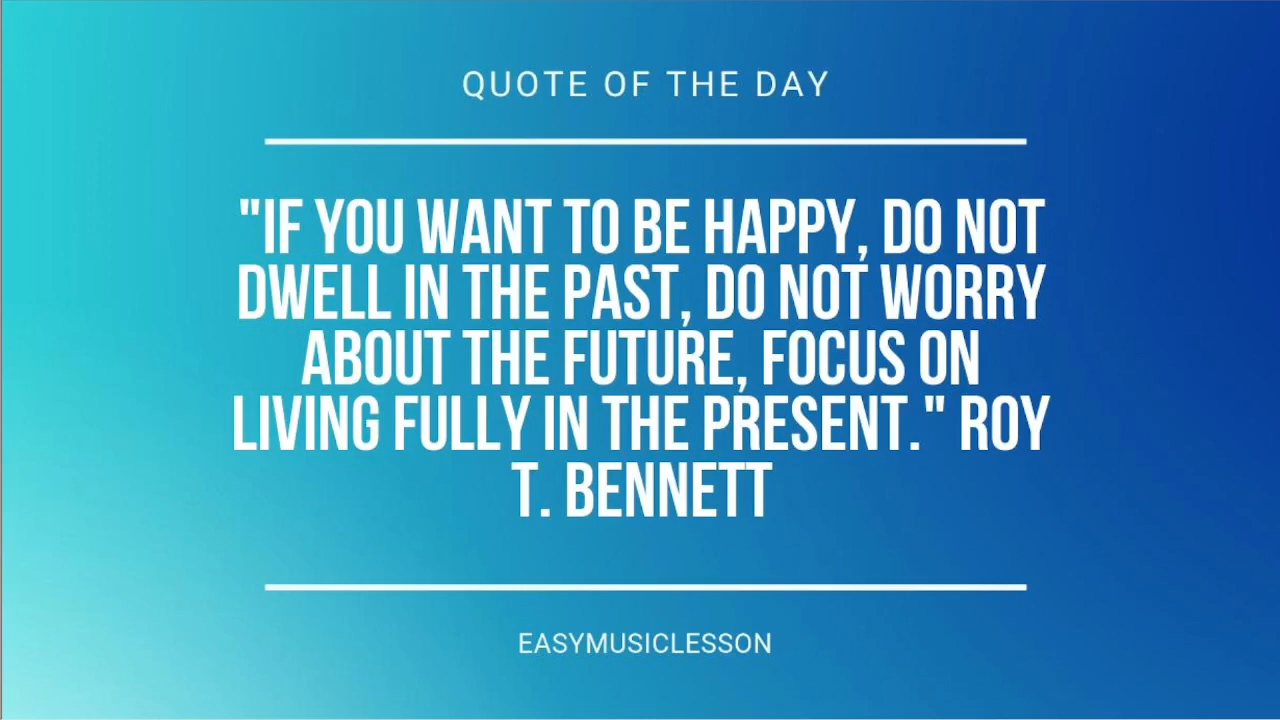 QUOTE OF THE DAY
"IF YOU WANT TO BE HAPPY, DO NOT
DWELL IN THE PAST, DO NOT WORRY
ABOUT THE FUTURE, FOCUS ON
LIVING FULLY IN THE PRESENT." ROY
T. BENNETT
EASYMUSICLESSON